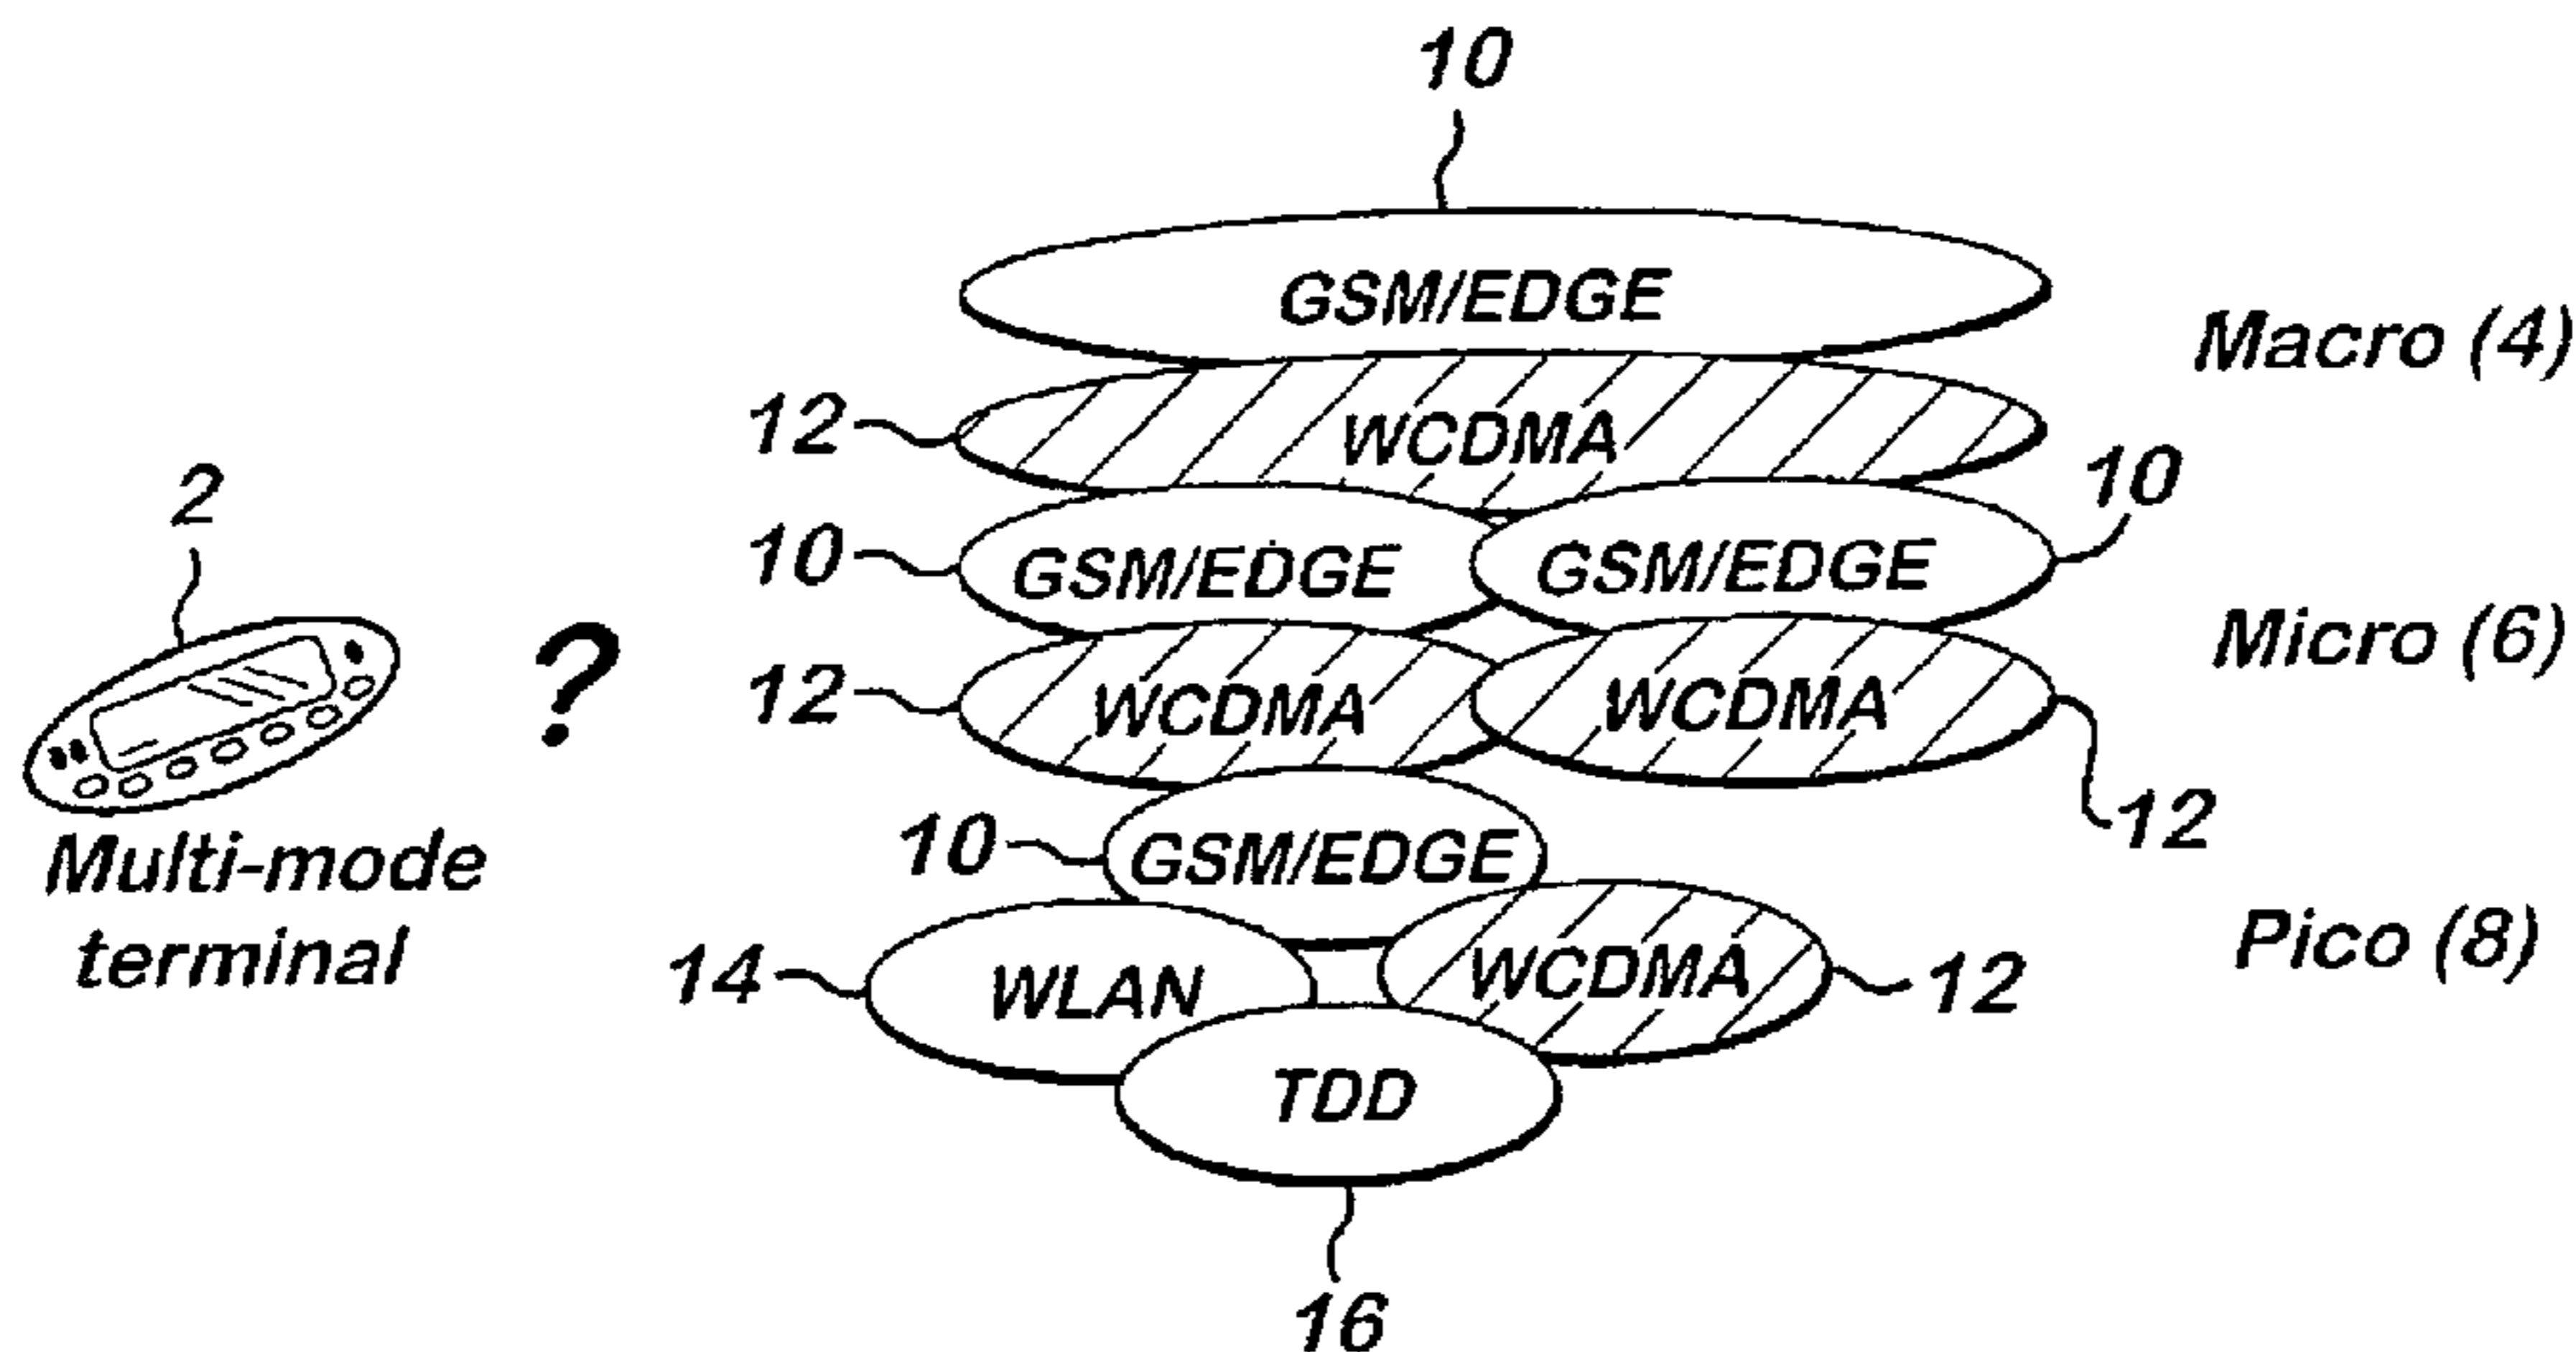 10
GSM/EDGE
Macro (4)
12
WCDMA
10
10
GSM/EDGE
GSM/EDGE
Micro (6)
2
?
12
WCDMA
WCDMA
12
Multi-mode
terminal
10
GSM/EDGE
Pico (8)
14
WLAN
WCDMA
12
TDD
16